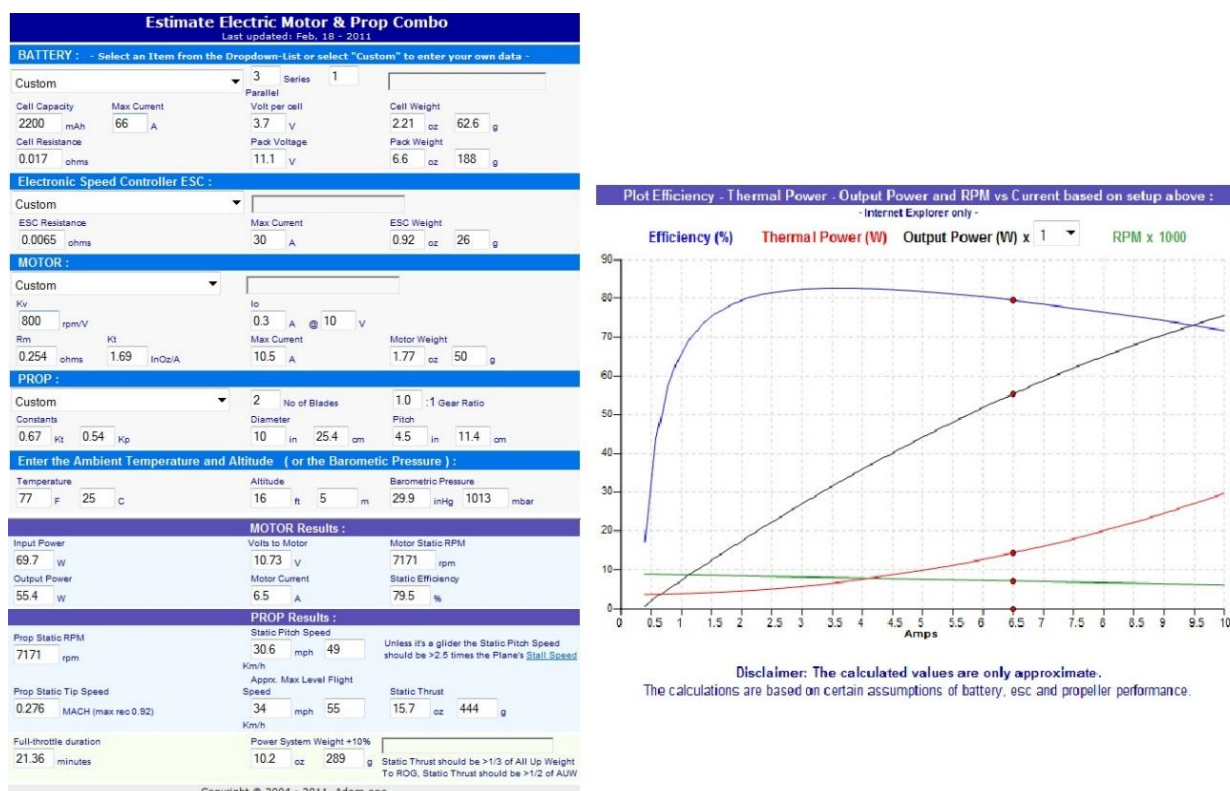 Estimate Electric Motor & Prop Combo
Last updated: Feb, 18 - 2011
BATTERY : - Select an Item from the Dropdown-List or select "Custom" to enter your own data -
Custom 3 Series 1
Parallel
Cell Capacity Max Current Volt per cell Cell Weight
2200 mAh 66 A 3.7 V 2.21 oz 62.6 g
Cell Resistance Pack Voltage Pack Weight
0.017 ohms 11.1 V 6.6 oz 188 g
Electronic Speed Controller ESC :
Custom
ESC Resistance Max Current ESC Weight
0.0065 ohms 30 A 0.92 oz 26 g
MOTOR :
Custom
Kv Io
800 rpm/V 0.3 A @ 10 V
Rm Kt Max Current Motor Weight
0.254 ohms 1.69 InOz/A 10.5 A 1.77 oz 50 g
PROP :
Custom 2 No of Blades 1.0 :1 Gear Ratio
Constants Diameter Pitch
0.67 Kt 0.54 Kp 10 in 25.4 cm 4.5 in 11.4 cm
Enter the Ambient Temperature and Altitude ( or the Barometic Pressure ) :
Temperature Altitude Barometric Pressure
77 F 25 C 16 ft 5 m 29.9 inHg 1013 mbar
MOTOR Results :
Input Power Volts to Motor Motor Static RPM
69.7 W 10.73 V 7171 rpm
Output Power Motor Current Static Efficiency
55.4 W 6.5 A 79.5 %
PROP Results :
Prop Static RPM Static Pitch Speed
7171 rpm 30.6 mph 49 Km/h
Unless it's a glider the Static Pitch Speed
should be >2.5 times the Plane's Stall Speed
Prop Static Tip Speed Apprx. Max Level Flight Speed Static Thrust
0.276 MACH (max rec 0.92) 34 mph 55 Km/h 15.7 oz 444 g
Full-throttle duration Power System Weight +10%
21.36 minutes 10.2 oz 289 g
Static Thrust should be >1/3 of All Up Weight
To ROG, Static Thrust should be >1/2 of AUW
Plot Efficiency - Thermal Power - Output Power and RPM vs Current based on setup above :
- Internet Explorer only -
Efficiency (%) Thermal Power (W) Output Power (W) x 1 RPM x 1000
90
80
70
60
50
40
30
20
10
0
0 0.5 1 1.5 2 2.5 3 3.5 4 4.5 5 5.5 6 6.5 7 7.5 8 8.5 9 9.5 10
Amps
Disclaimer: The calculated values are only approximate.
The calculations are based on certain assumptions of battery, esc and propeller performance.